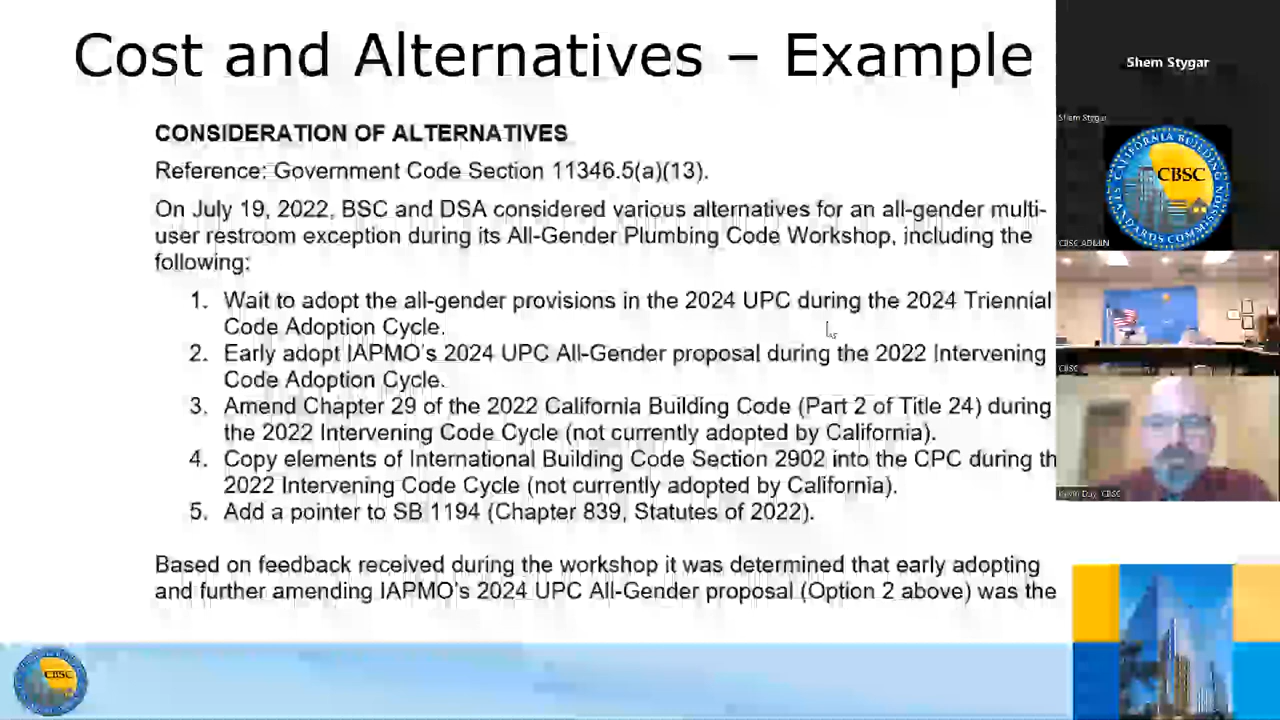 Cost and Alternatives – Example
CONSIDERATION OF ALTERNATIVES
Reference: Government Code Section 11346.5(a)(13).
On July 19, 2022, BSC and DSA considered various alternatives for an all-gender multi-
user restroom exception during its All-Gender Plumbing Code Workshop, including the
following:
1. Wait to adopt the all-gender provisions in the 2024 UPC during the 2024 Triennial
Code Adoption Cycle.
2. Early adopt IAPMO's 2024 UPC All-Gender proposal during the 2022 Intervening
Code Adoption Cycle.
3. Amend Chapter 29 of the 2022 California Building Code (Part 2 of Title 24) during
the 2022 Intervening Code Cycle (not currently adopted by California).
4. Copy elements of International Building Code Section 2902 into the CPC during th
2022 Intervening Code Cycle (not currently adopted by California).
5. Add a pointer to SB 1194 (Chapter 839, Statutes of 2022).
Based on feedback received during the workshop it was determined that early adopting
and further amending IAPMO's 2024 UPC All-Gender proposal (Option 2 above) was the
Shem Stygar
Shem Stygar
CALIFORNIA BUILDING
STANDARDS COMMISSION
CBSC
CBSC ADMIN
CBSC
Kevin Day, CBSC
CBSC